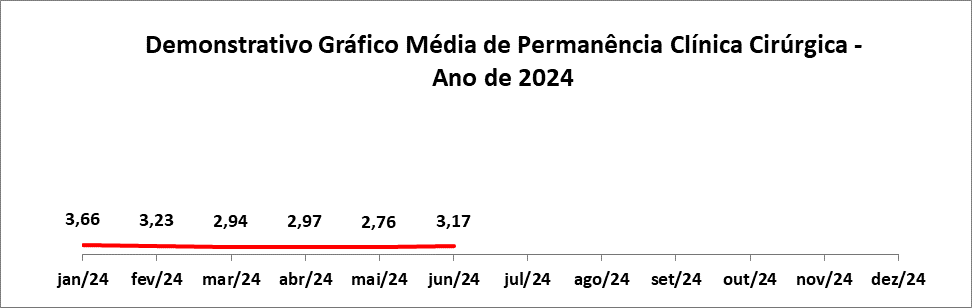 Demonstrativo Gráfico Média de Permanência Clínica Cirúrgica -
Ano de 2024
3,66 3,23 2,94 2,97 2,76 3,17
jan/24 fev/24 mar/24 abr/24 mai/24 jun/24 jul/24 ago/24 set/24 out/24 nov/24 dez/24